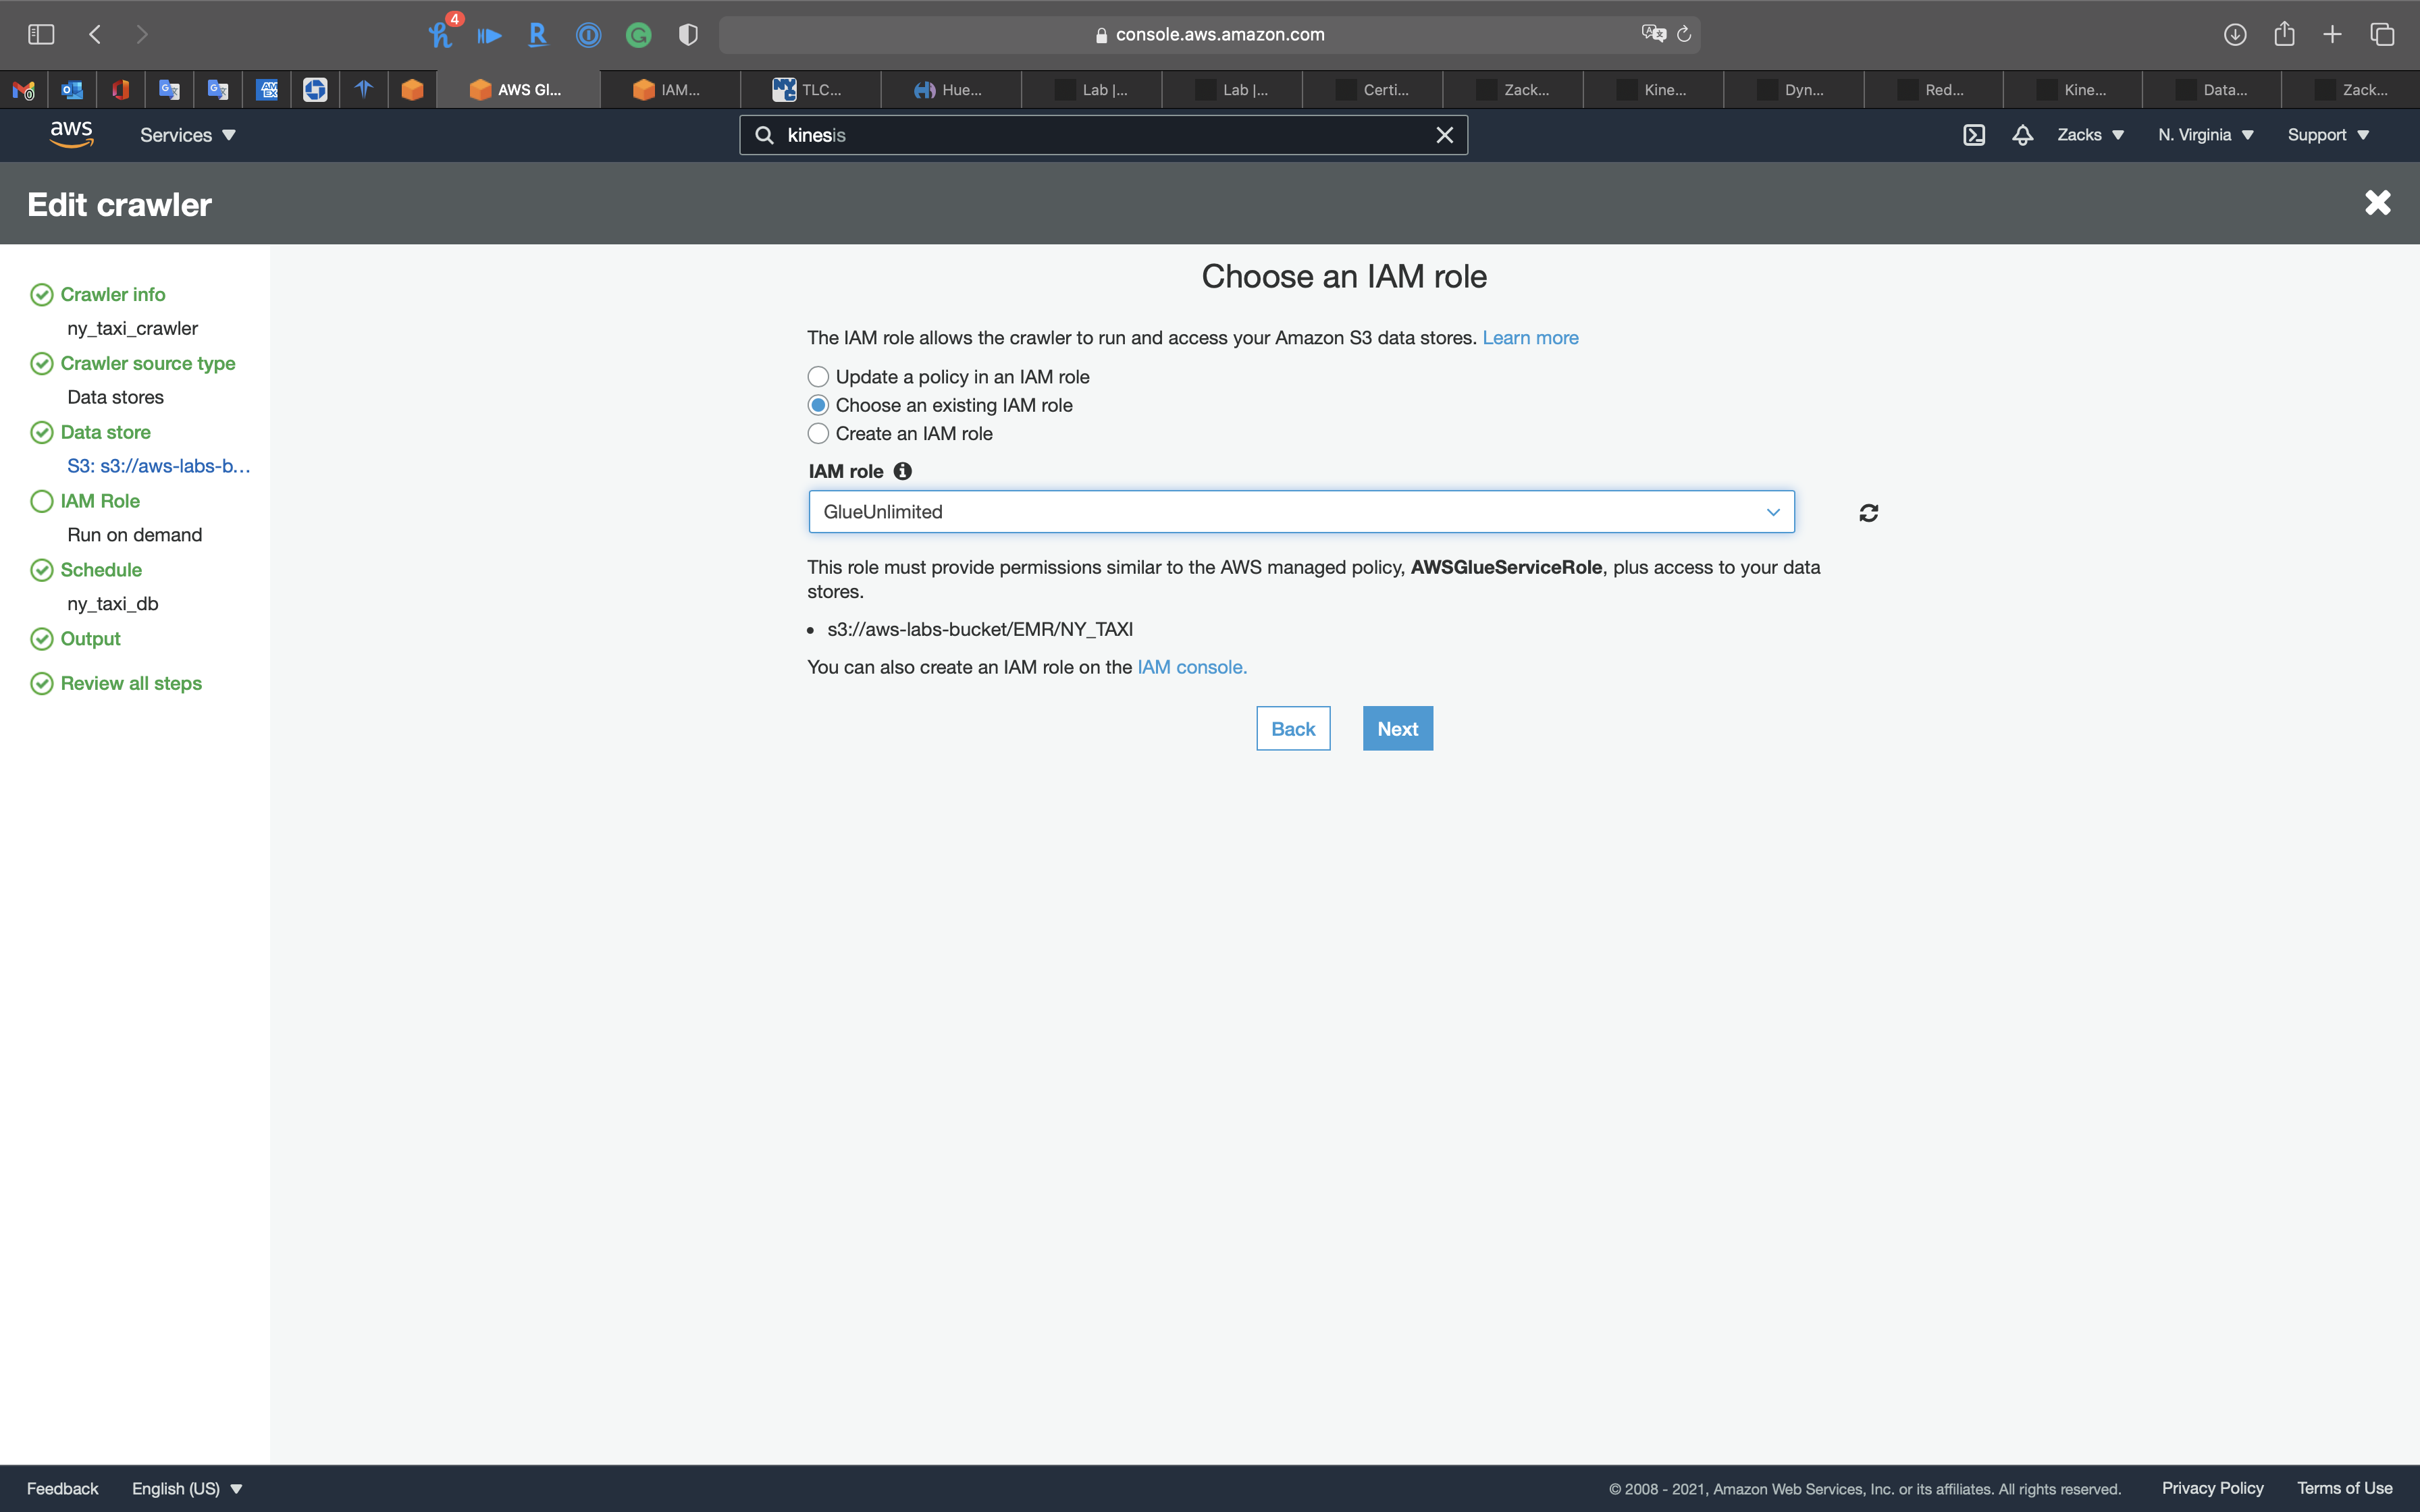 4
console.aws.amazon.com
AWS Gl...
IAM...
TLC...
Hue...
Lab |...
Lab |...
Certi...
Zack...
Kine...
Dyn...
Red...
Kine...
Data...
Zack...
aws
Services
kinesis
Zacks
N. Virginia
Support
Edit crawler
Crawler info
ny_taxi_crawler
Crawler source type
Data stores
Data store
S3: s3://aws-labs-b...
IAM Role
Run on demand
Schedule
ny_taxi_db
Output
Review all steps
Choose an IAM role
The IAM role allows the crawler to run and access your Amazon S3 data stores. Learn more
Update a policy in an IAM role
Choose an existing IAM role
Create an IAM role
IAM role
GlueUnlimited
This role must provide permissions similar to the AWS managed policy, AWSGlueServiceRole, plus access to your data
stores.
• s3://aws-labs-bucket/EMR/NY_TAXI
You can also create an IAM role on the IAM console.
Back
Next
Feedback
English (US)
© 2008 - 2021, Amazon Web Services, Inc. or its affiliates. All rights reserved.
Privacy Policy
Terms of Use